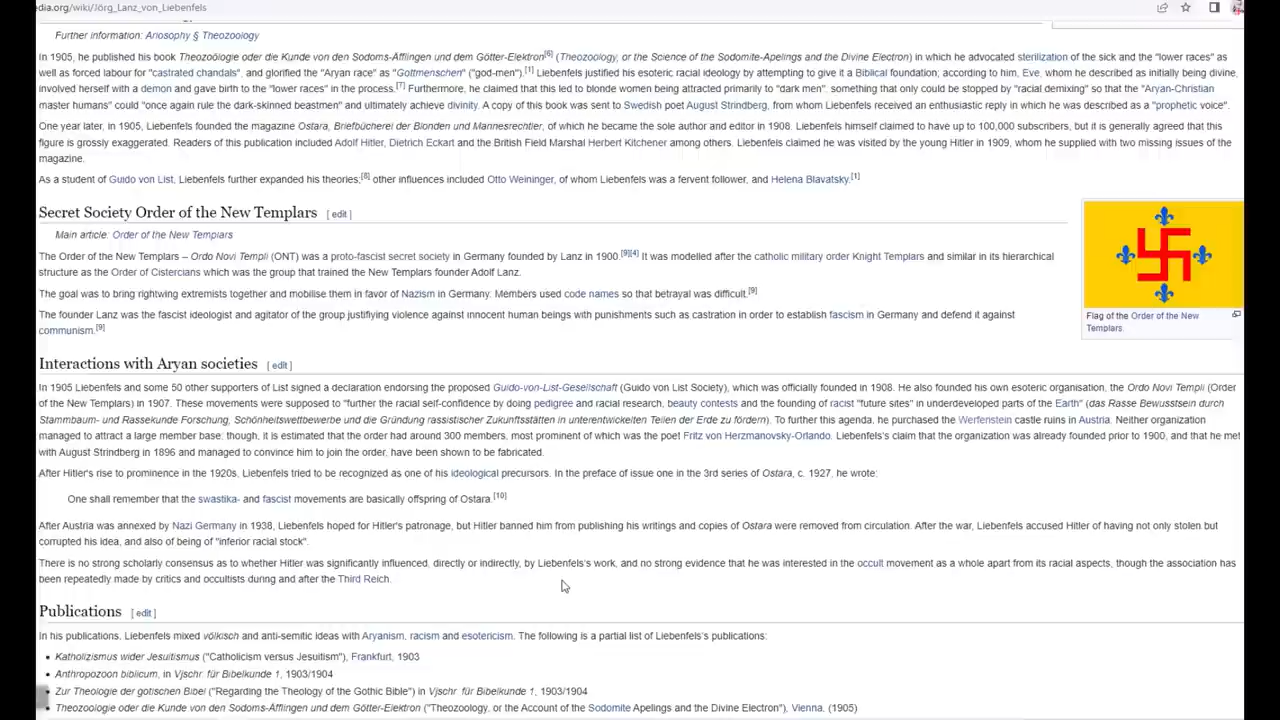 edia.org/wiki/Jörg_Lanz_von_Liebenfels
Further information: Ariosophy § Theozoology
In 1905, he published his book Theozoölogie oder die Kunde von den Sodoms-Äfflingen und dem Götter-Elektron[6] (Theozoology, or the Science of the Sodomite-Apelings and the Divine Electron) in which he advocated sterilization of the sick and the "lower races" as
well as forced labour for "castrated chandals", and glorified the "Aryan race" as "Gottmenschen" ("god-men").[1] Liebenfels justified his esoteric racial ideology by attempting to give it a Biblical foundation; according to him, Eve, whom he described as initially being divine,
involved herself with a demon and gave birth to the "lower races" in the process.[7] Furthermore, he claimed that this led to blonde women being attracted primarily to "dark men", something that only could be stopped by "racial demixing" so that the "Aryan-Christian
master humans" could "once again rule the dark-skinned beastmen" and ultimately achieve divinity. A copy of this book was sent to Swedish poet August Strindberg, from whom Liebenfels received an enthusiastic reply in which he was described as a "prophetic voice".
One year later, in 1905, Liebenfels founded the magazine Ostara, Briefbücherei der Blonden und Mannesrechtler, of which he became the sole author and editor in 1908. Liebenfels himself claimed to have up to 100,000 subscribers, but it is generally agreed that this
figure is grossly exaggerated. Readers of this publication included Adolf Hitler, Dietrich Eckart and the British Field Marshal Herbert Kitchener among others. Liebenfels claimed he was visited by the young Hitler in 1909, whom he supplied with two missing issues of the
magazine.
As a student of Guido von List, Liebenfels further expanded his theories;[8] other influences included Otto Weininger, of whom Liebenfels was a fervent follower, and Helena Blavatsky.[1]
Secret Society Order of the New Templars [ edit ]
Main article: Order of the New Templars
The Order of the New Templars – Ordo Novi Templi (ONT) was a proto-fascist secret society in Germany founded by Lanz in 1900.[9][4] It was modelled after the catholic military order Knight Templars and similar in its hierarchical
structure as the Order of Cistercians which was the group that trained the New Templars founder Adolf Lanz.
The goal was to bring rightwing extremists together and mobilise them in favor of Nazism in Germany. Members used code names so that betrayal was difficult.[9]
The founder Lanz was the fascist ideologist and agitator of the group justifiying violence against innocent human beings with punishments such as castration in order to establish fascism in Germany and defend it against
communism.[9]
Flag of the Order of the New
Templars.
Interactions with Aryan societies [ edit ]
In 1905 Liebenfels and some 50 other supporters of List signed a declaration endorsing the proposed Guido-von-List-Gesellschaft (Guido von List Society), which was officially founded in 1908. He also founded his own esoteric organisation, the Ordo Novi Templi (Order
of the New Templars) in 1907. These movements were supposed to "further the racial self-confidence by doing pedigree and racial research, beauty contests and the founding of racist "future sites" in underdeveloped parts of the Earth" (das Rasse Bewusstsein durch
Stammbaum- und Rassekunde Forschung, Schönheitswettbewerbe und die Gründung rassistischer Zukunftsstätten in unterentwickelten Teilen der Erde zu fördern). To further this agenda, he purchased the Werfenstein castle ruins in Austria. Neither organization
managed to attract a large member base; though, it is estimated that the order had around 300 members, most prominent of which was the poet Fritz von Herzmanovsky-Orlando. Liebenfels's claim that the organization was already founded prior to 1900, and that he met
with August Strindberg in 1896 and managed to convince him to join the order, have been shown to be fabricated.
After Hitler's rise to prominence in the 1920s, Liebenfels tried to be recognized as one of his ideological precursors. In the preface of issue one in the 3rd series of Ostara, c. 1927, he wrote:
One shall remember that the swastika- and fascist movements are basically offspring of Ostara.[10]
After Austria was annexed by Nazi Germany in 1938, Liebenfels hoped for Hitler's patronage, but Hitler banned him from publishing his writings and copies of Ostara were removed from circulation. After the war, Liebenfels accused Hitler of having not only stolen but
corrupted his idea, and also of being of "inferior racial stock".
There is no strong scholarly consensus as to whether Hitler was significantly influenced, directly or indirectly, by Liebenfels's work, and no strong evidence that he was interested in the occult movement as a whole apart from its racial aspects, though the association has
been repeatedly made by critics and occultists during and after the Third Reich.
Publications [ edit ]
In his publications, Liebenfels mixed völkisch and anti-semitic ideas with Aryanism, racism and esotericism. The following is a partial list of Liebenfels's publications:
• Katholizismus wider Jesuitismus ("Catholicism versus Jesuitism"), Frankfurt, 1903
• Anthropozoon biblicum, in Vjschr. für Bibelkunde 1, 1903/1904
• Zur Theologie der gotischen Bibel ("Regarding the Theology of the Gothic Bible") in Vjschr. für Bibelkunde 1, 1903/1904
• Theozoologie oder die Kunde von den Sodoms-Äfflingen und dem Götter-Elektron ("Theozoology, or the Account of the Sodomite Apelings and the Divine Electron"), Vienna, (1905)